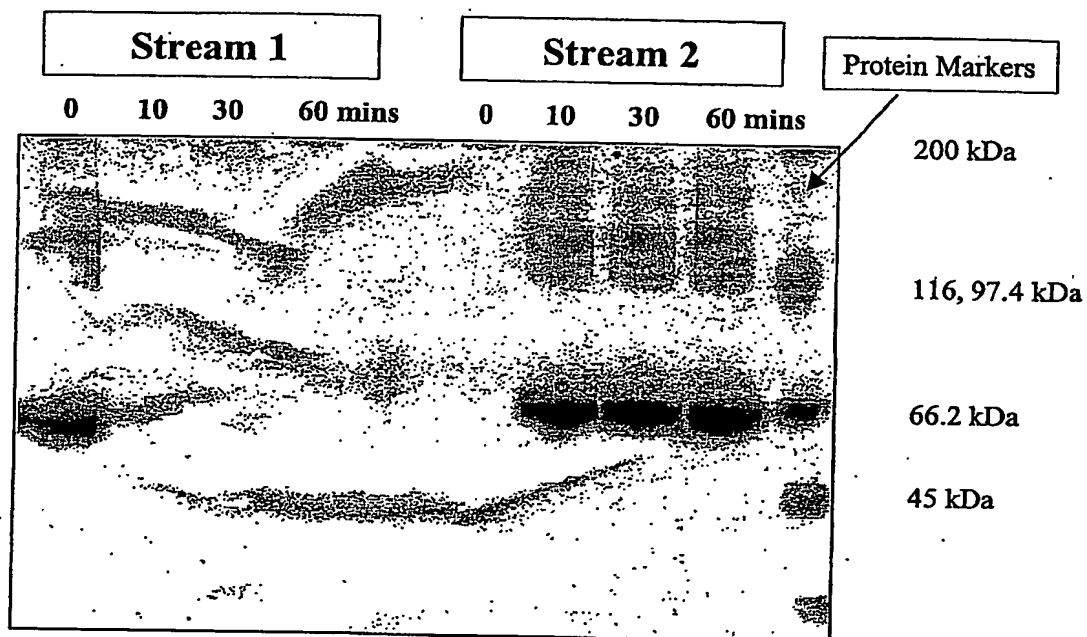 Stream 1
Stream 2
Protein Markers
0 10 30 60 mins
0 10 30 60 mins
200 kDa
116, 97.4 kDa
66.2 kDa
45 kDa